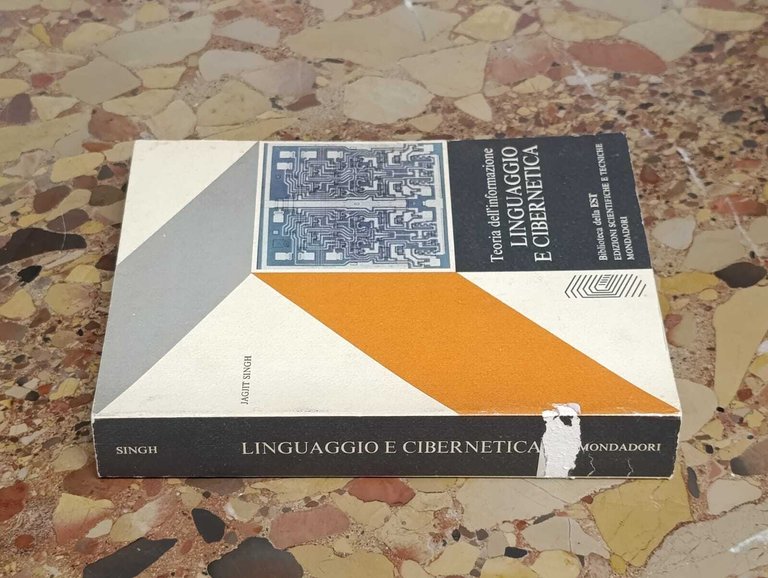 Teoria dell'informazione
LINGUAGGIO
E CIBERNETICA
Biblioteca della EST
EDIZIONI SCIENTIFICHE E TECNICHE
MONDADORI
JAGJIT SINGH
SINGH LINGUAGGIO E CIBERNETICA MONDADORI